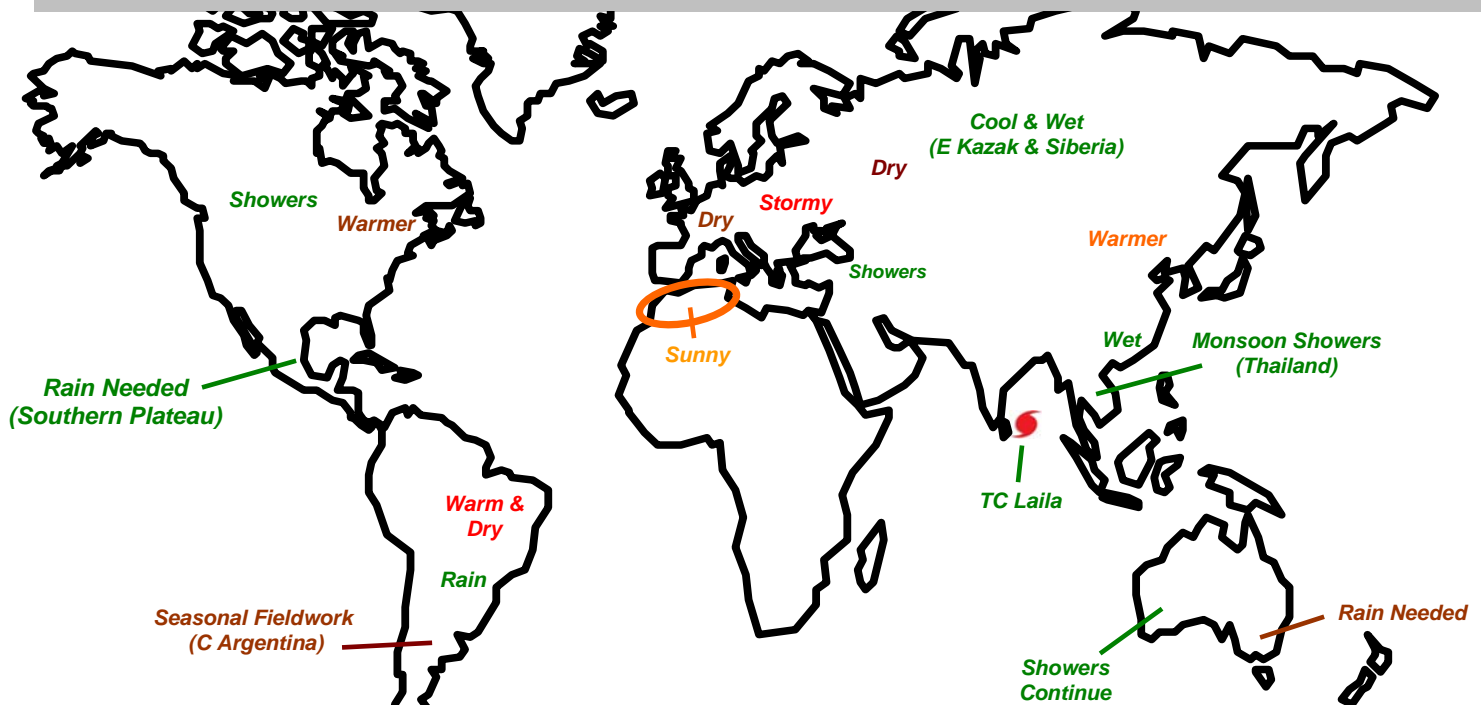 Cool & Wet
(E Kazak & Siberia)
Dry
Showers
Stormy
Warmer
Dry
Warmer
Showers
Wet
Monsoon Showers
(Thailand)
Sunny
Rain Needed
(Southern Plateau)
TC Laila
Warm &
Dry
Rain
Seasonal Fieldwork
(C Argentina)
Rain Needed
Showers
Continue